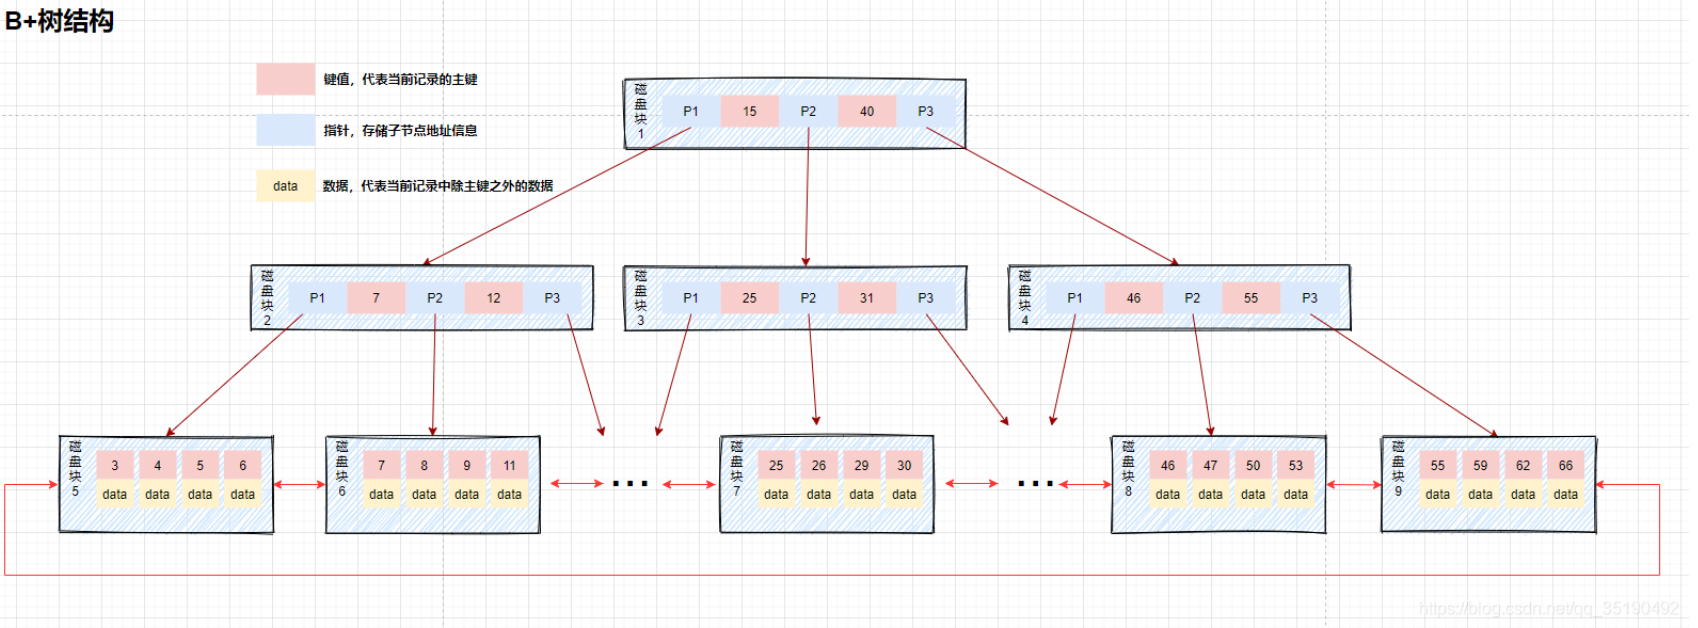 B+树结构
键值，代表当前记录的主键
指针，存储子节点地址信息
data 数据，代表当前记录中除主键之外的数据
磁盘块1 P1 15 P2 40 P3
磁盘块2 P1 7 P2 12 P3
磁盘块3 P1 25 P2 31 P3
磁盘块4 P1 46 P2 55 P3
磁盘块5 3 4 5 6
data data data data
磁盘块6 7 8 9 11
data data data data
...
磁盘块7 25 26 29 30
data data data data
...
磁盘块8 46 47 50 53
data data data data
磁盘块9 55 59 62 66
data data data data
https://blog.csdn.net/qq_35190492